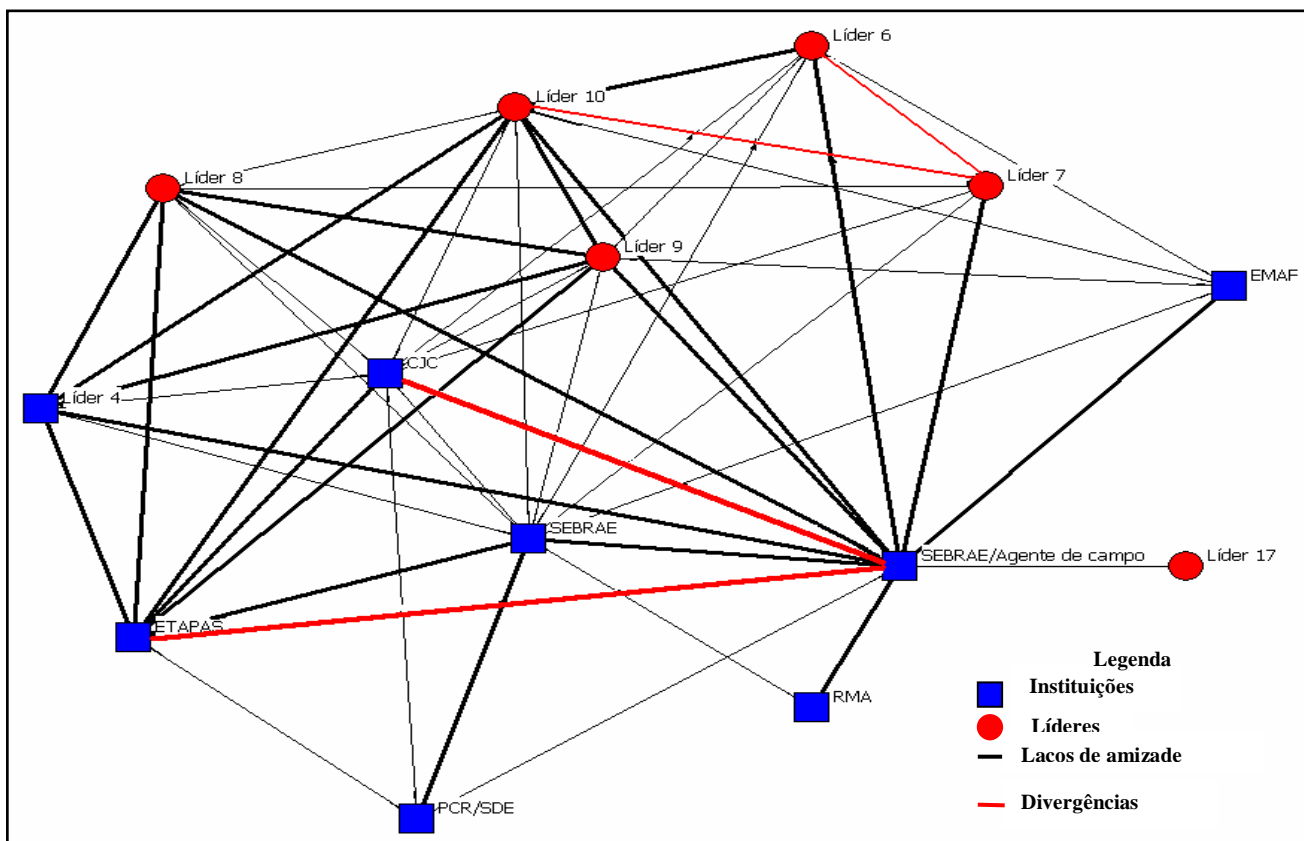 Líder 6
Líder 10
Líder 8
Líder 7
Líder 9
EMAF
CJC
Líder 4
SEBRAE
SEBRAE/Agente de campo
Líder 17
ETAPAS
RMA
PCR/SDE
Legenda
Instituições
Líderes
Lacos de amizade
Divergências